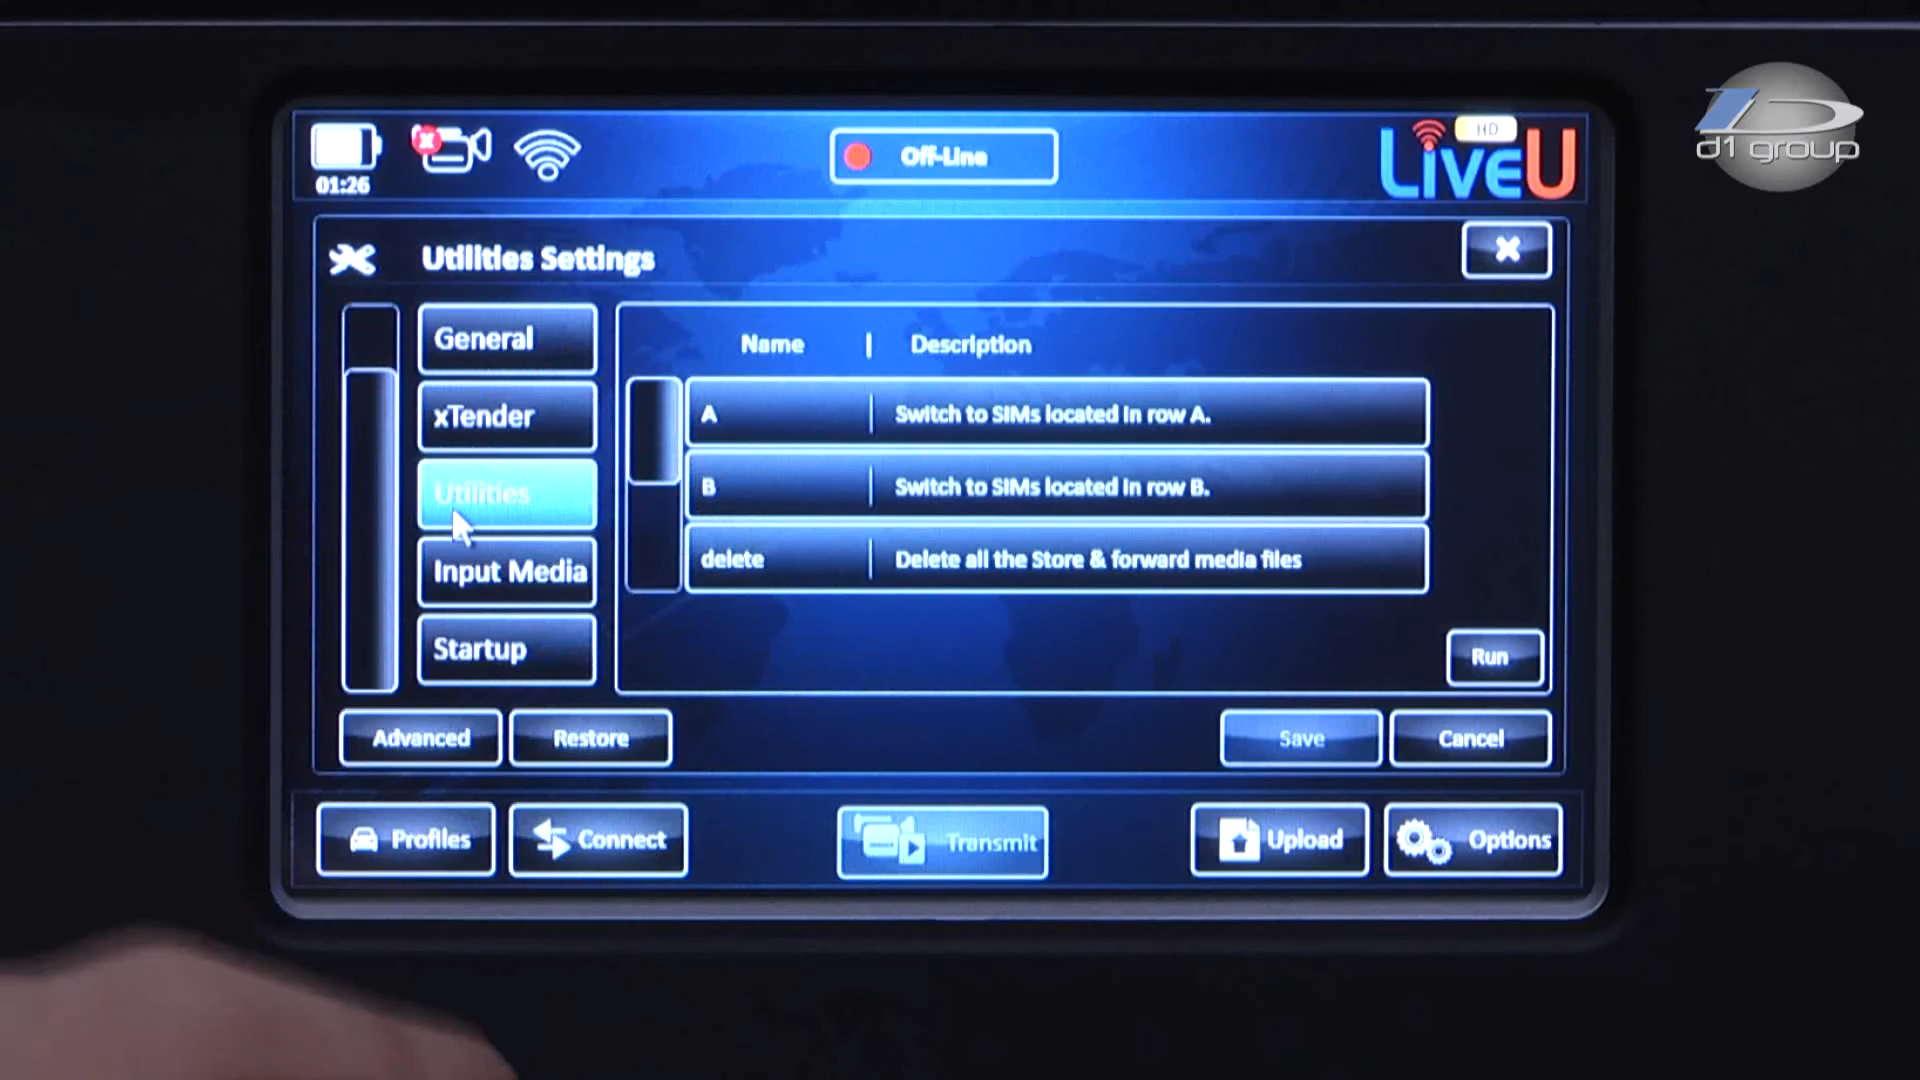 01:26
Off-Line
HD
LiveU
d1 group
Utilities Settings
General
xTender
Utilities
Input Media
Startup
Name | Description
A | Switch to SIMs located in row A.
B | Switch to SIMs located in row B.
delete | Delete all the Store & forward media files
Run
Advanced
Restore
Save
Cancel
Profiles
Connect
Transmit
Upload
Options